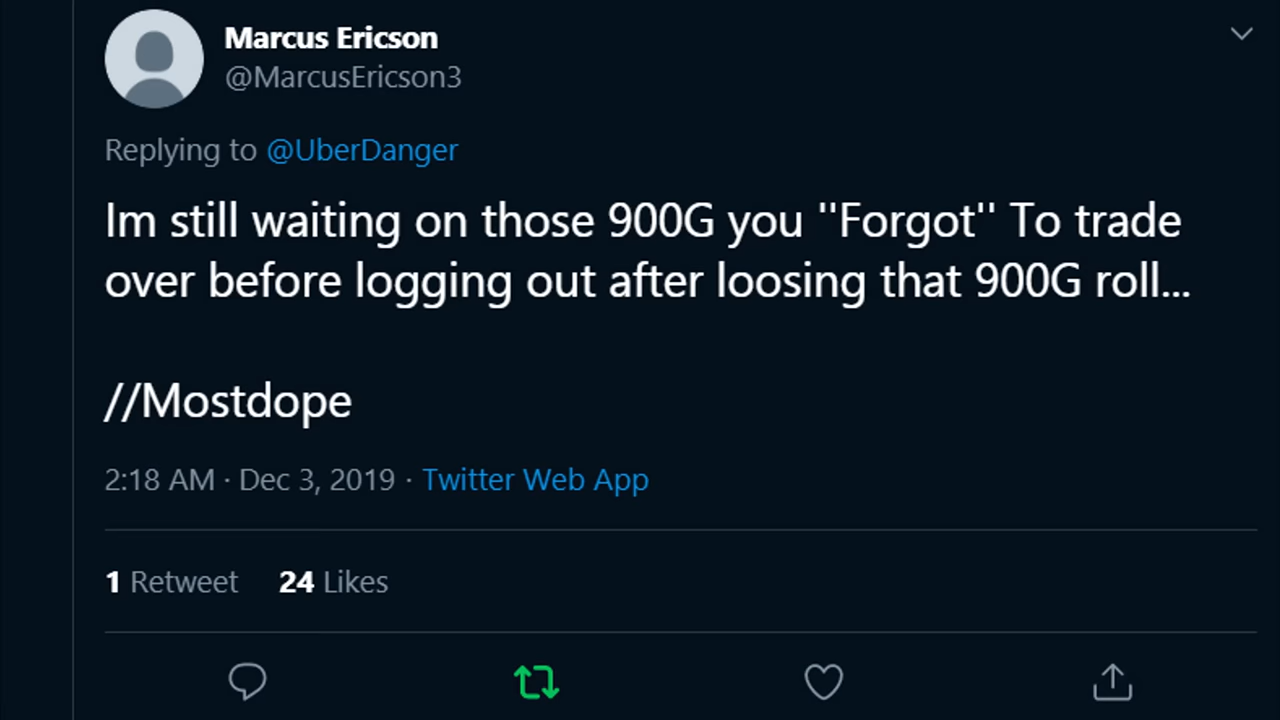 Marcus Ericson
@MarcusEricson3
Replying to @UberDanger
Im still waiting on those 900G you ''Forgot'' To trade
over before logging out after loosing that 900G roll...
//Mostdope
2:18 AM · Dec 3, 2019 · Twitter Web App
1 Retweet 24 Likes